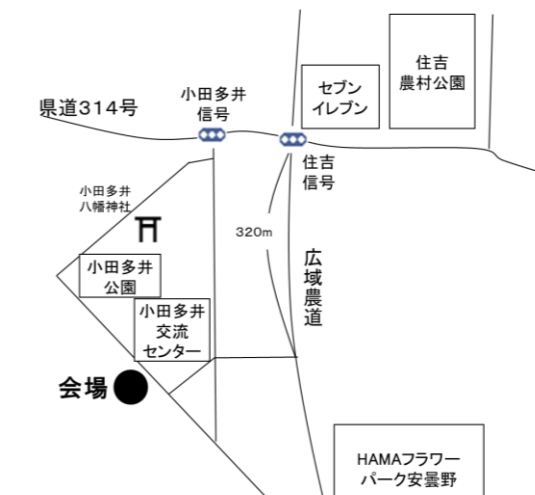 住吉
農村公園
セブン
イレブン
小田多井
信号
県道314号
住吉
信号
小田多井
八幡神社
320m
広域農道
小田多井
公園
小田多井
交流
センター
会場
HAMAフラワー
パーク安曇野